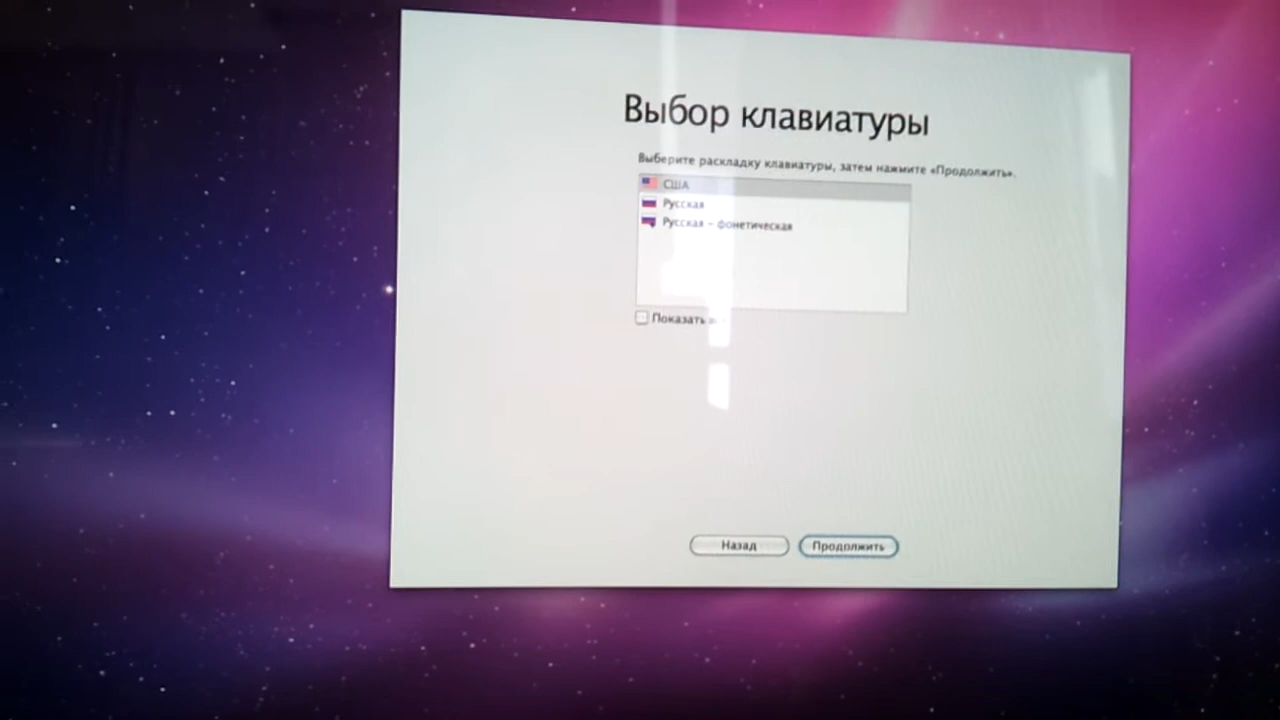 Выбор клавиатуры
Выберите раскладку клавиатуры, затем нажмите «Продолжить».
США
Русская
Русская – фонетическая
Показать
Назад
Продолжить